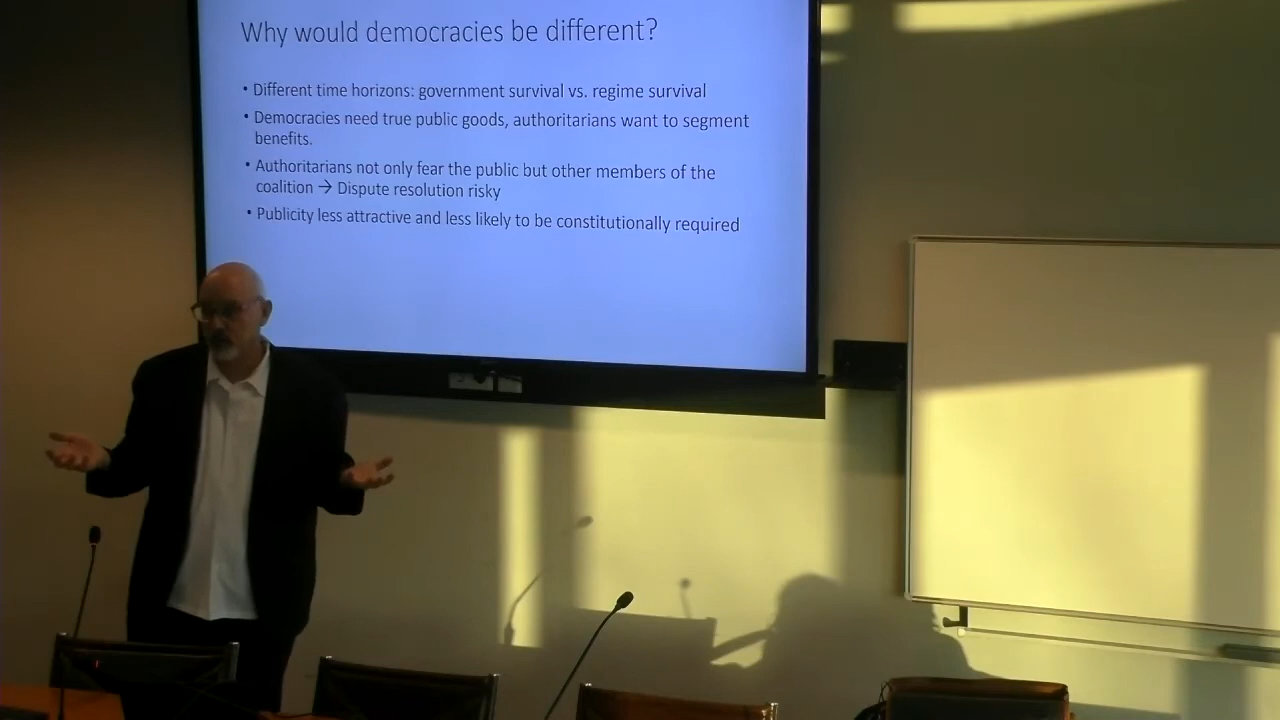 Why would democracies be different?
• Different time horizons: government survival vs. regime survival
• Democracies need true public goods, authoritarians want to segment
benefits.
• Authoritarians not only fear the public but other members of the
coalition → Dispute resolution risky
• Publicity less attractive and less likely to be constitutionally required